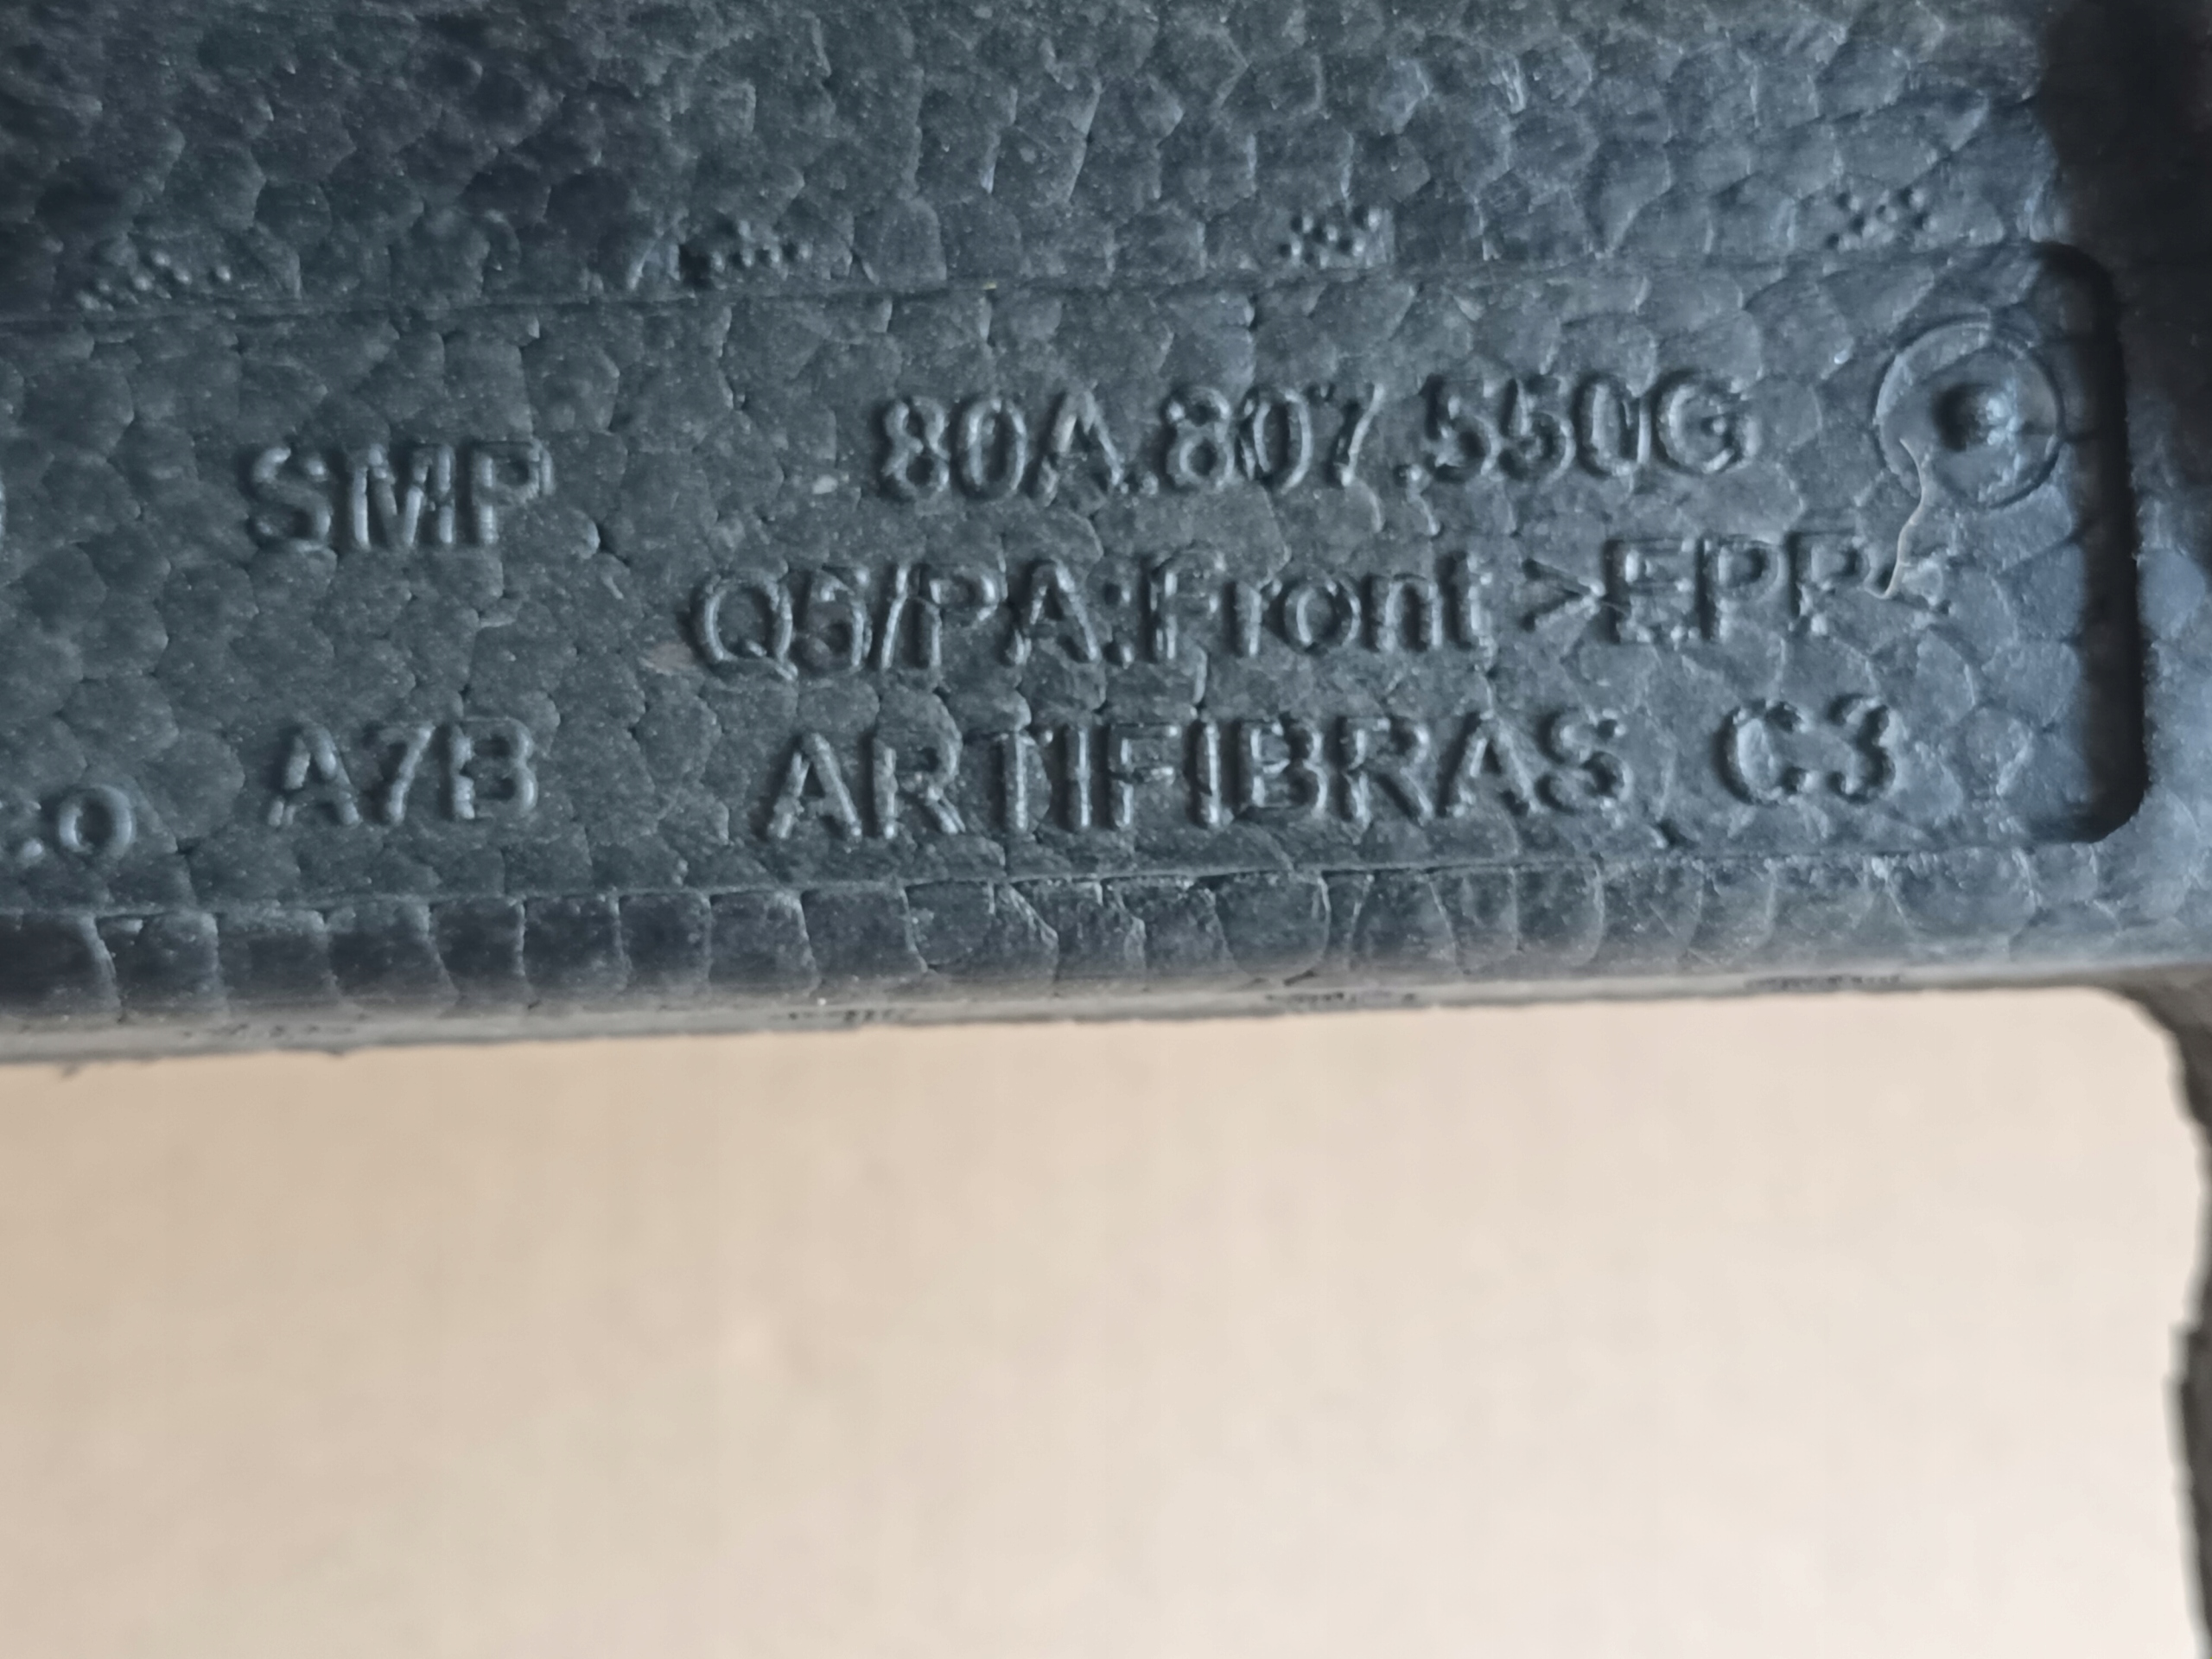 SMP 80A.807.550G
Q5/PA:Front >EPP<
A7B ARTIFIBRAS C3